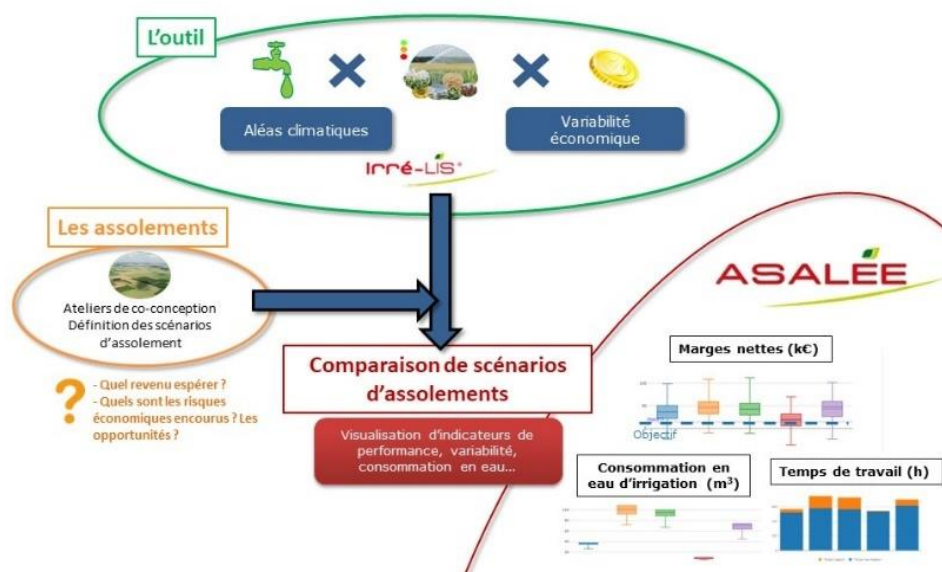 L'outil
Aléas climatiques
Variabilité
économique
Irré-LIS®
Les assolements
Ateliers de co-conception
Définition des scénarios
d'assolement
?
- Quel revenu espérer ?
- Quels sont les risques
économiques encourus ? Les
opportunités ?
Comparaison de scénarios
d'assolements
Visualisation d'indicateurs de
performance, variabilité,
consommation en eau...
ASALÉE
Marges nettes (k€)
Objectif
Consommation en
eau d'irrigation (m³)
Temps de travail (h)